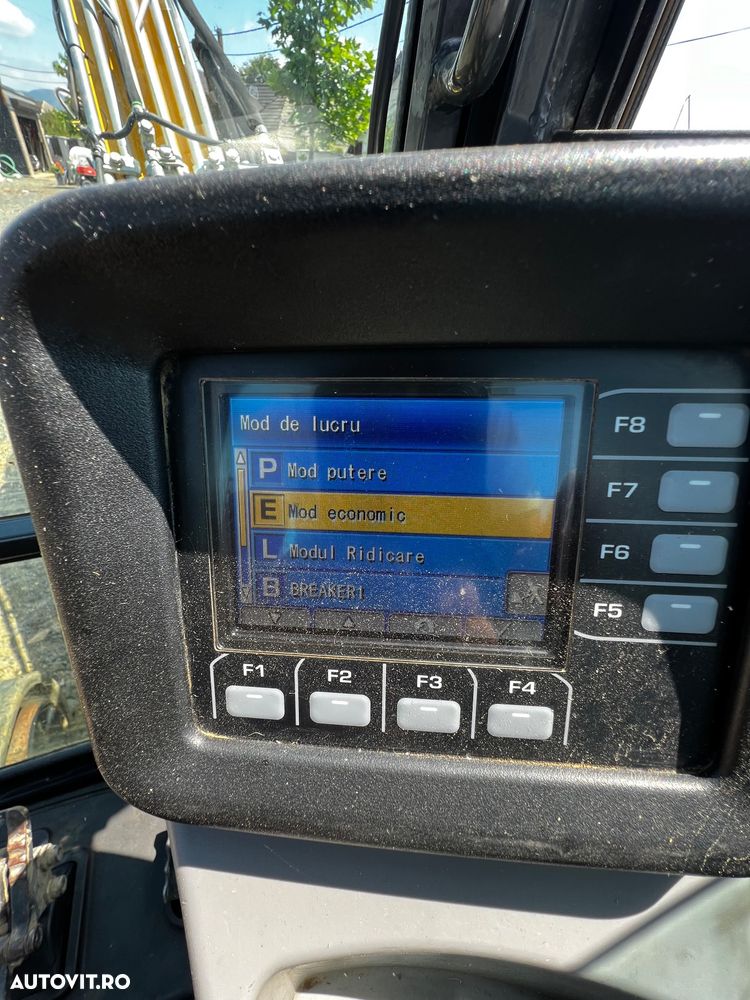 Mod de lucru
P Mod putere
E Mod economic
L Modul Ridicare
B BREAKER1
F8
F7
F6
F5
F1 F2 F3 F4
AUTOVIT.RO